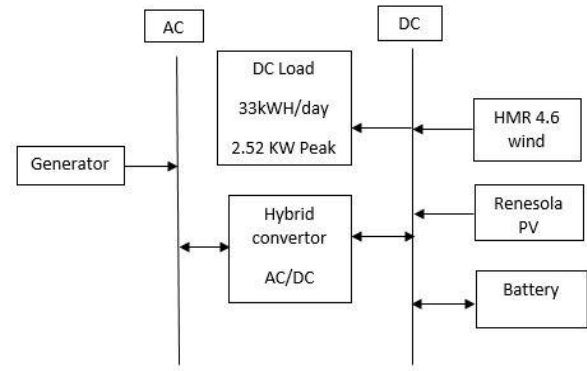 AC
DC
DC Load
33kWH/day
2.52 KW Peak
HMR 4.6
wind
Generator
Hybrid
convertor
AC/DC
Renesola
PV
Battery